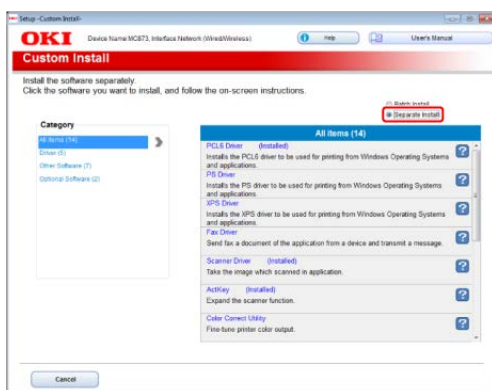 Setup -Custom Install-
OKI
Device Name:MC873, Interface:Network (Wired/Wireless)
Help
User's Manual
Custom Install
Install the software separately.
Click the software you want to install, and follow the on-screen instructions.
Batch Install
Separate Install
Category
All Items (14)
Driver (5)
Other Software (7)
Optional Software (2)
All items (14)
PCL6 Driver (Installed)
Installs the PCL6 driver to be used for printing from Windows Operating Systems
and applications.
PS Driver
Installs the PS driver to be used for printing from Windows Operating Systems
and applications.
XPS Driver
Installs the XPS driver to be used for printing from Windows Operating Systems
and applications.
Fax Driver
Send fax a document of the application from a device and transmit a message.
Scanner Driver (Installed)
Take the image which scanned in application.
ActKey (Installed)
Expand the scanner function.
Color Correct Utility
Fine-tune printer color output.
Cancel